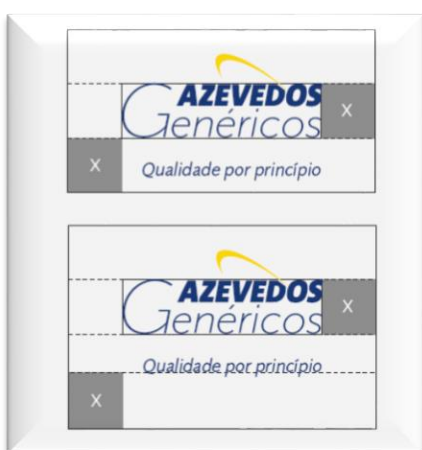 AZEVEDOS
X
Genéricos
X
Qualidade por princípio
AZEVEDOS
X
Genéricos
Qualidade por princípio
X